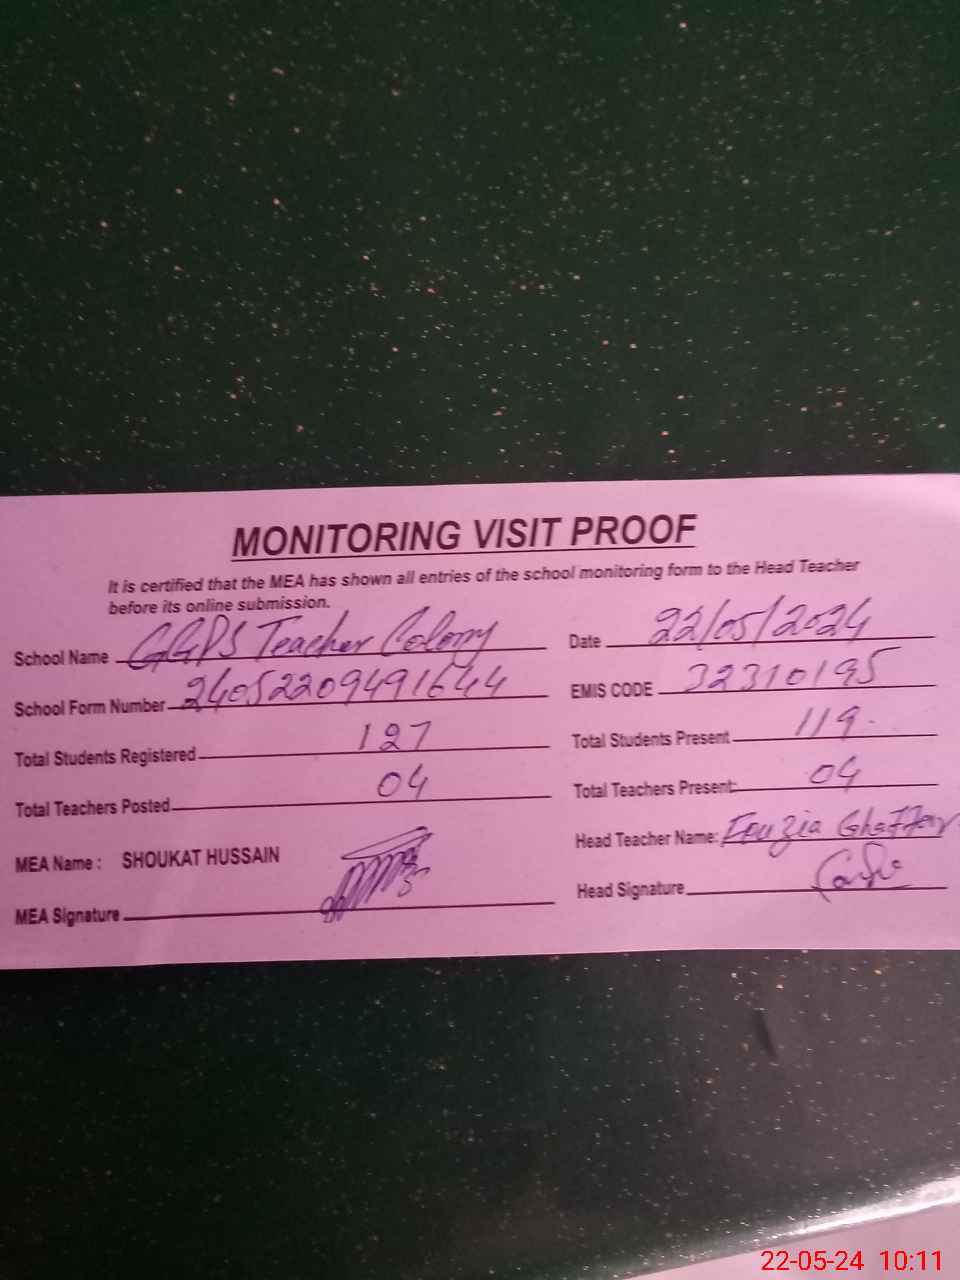 MONITORING VISIT PROOF
It is certified that the MEA has shown all entries of the school monitoring form to the Head Teacher
before its online submission.
School Name GGPS Teacher Colony
Date 22/05/2024
School Form Number 24052209491644
EMIS CODE 32310195
Total Students Registered 127
Total Students Present 119
Total Teachers Posted 04
Total Teachers Present: 04
MEA Name : SHOUKAT HUSSAIN
Head Teacher Name: Fouzia Ghaffar
MEA Signature
Head Signature
22-05-24 10:11